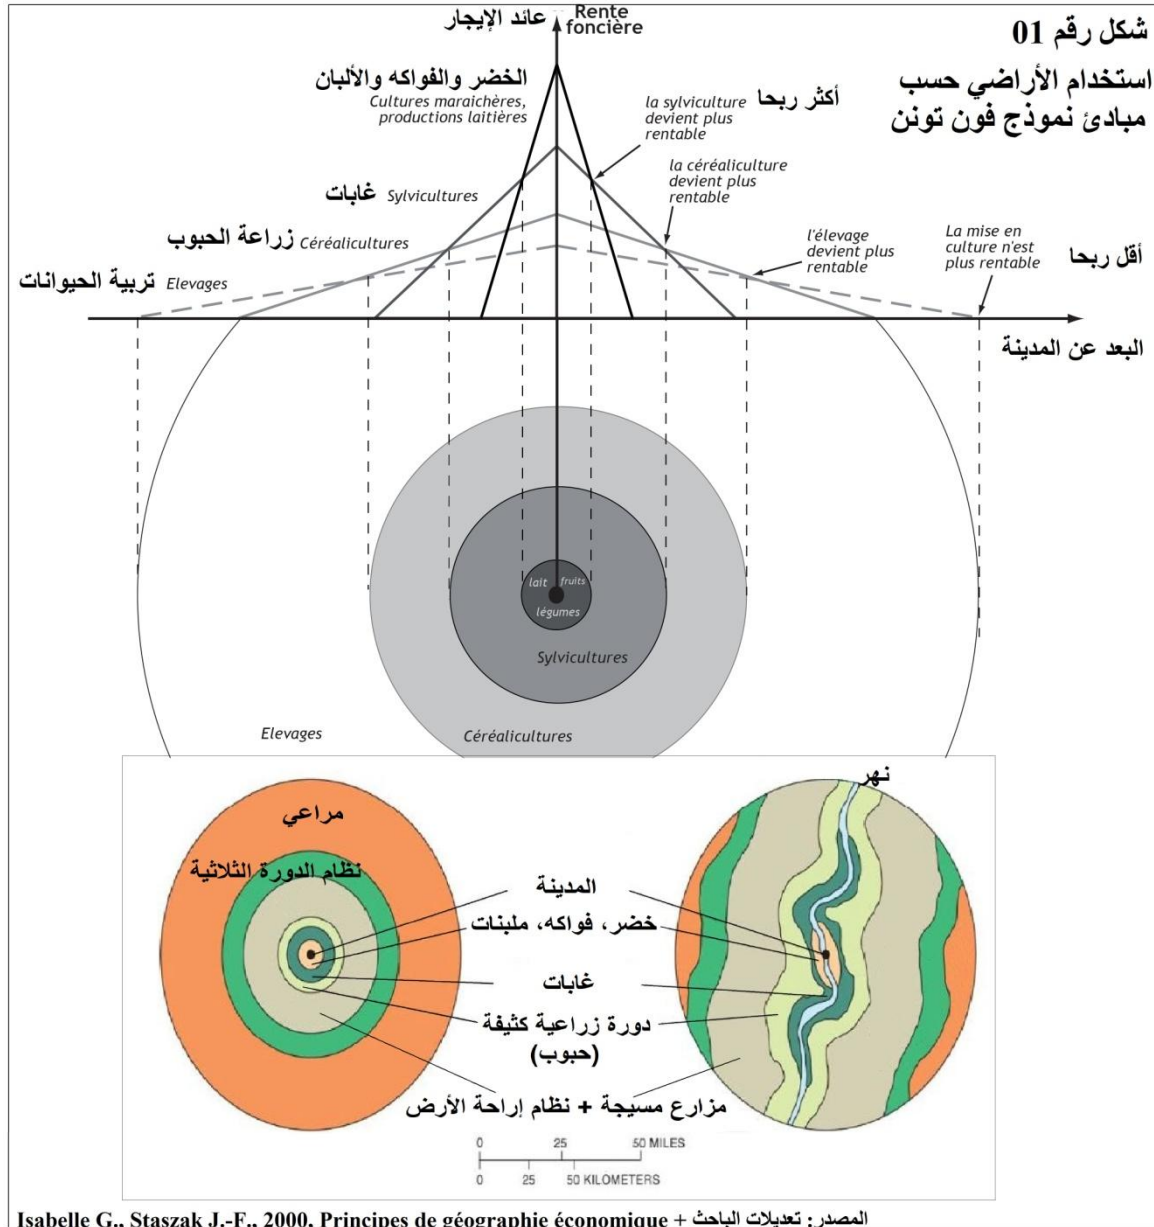 شكل رقم 01
استخدام الأراضي حسب
مبادئ نموذج فون تونن
عائد الإيجار
Rente
foncière
الخضر والفواكه والألبان
Cultures maraichères,
productions laitières
la sylviculture
devient plus
rentable
أكثر ربحا
la céréaliculture
devient plus
rentable
غابات Sylvicultures
زراعة الحبوب Céréalicultures
تربية الحيوانات Elevages
l'élevage
devient plus
rentable
La mise en
culture n'est
plus rentable
أقل ربحا
البعد عن المدينة
lait
fruits
légumes
Sylvicultures
Elevages
Céréalicultures
نهر
مراعي
نظام الدورة الثلاثية
المدينة
خضر، فواكه، ملبنات
غابات
دورة زراعية كثيفة
(حبوب)
مزارع مسيجة + نظام إراحة الأرض
0 25 50 MILES
0 25 50 KILOMETERS
المصدر: تعديلات الباحث + Isabelle G., Staszak J.-F., 2000, Principes de géographie économique